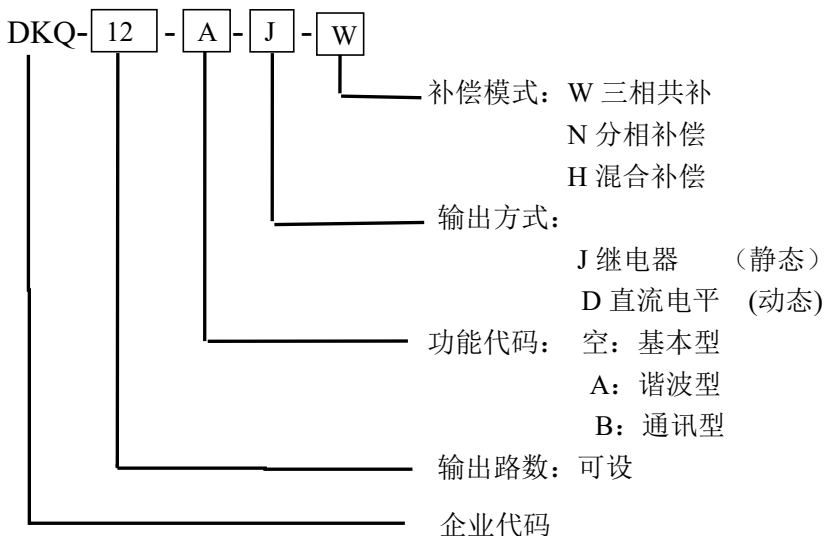 DKQ-12-A-J-W
补偿模式：W 三相共补
N 分相补偿
H 混合补偿
输出方式：
J 继电器 （静态）
D 直流电平 (动态)
功能代码： 空：基本型
A：谐波型
B：通讯型
输出路数：可设
企业代码